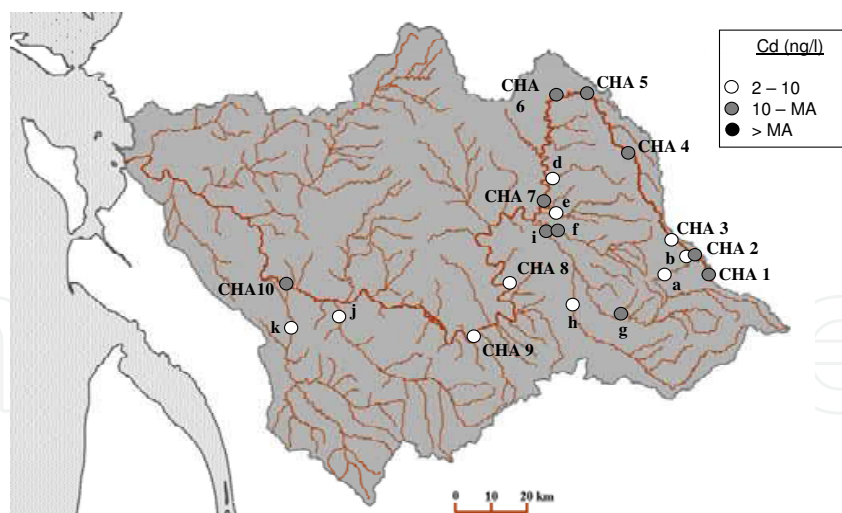 Cd (ng/l)
2 – 10
10 – MA
> MA
CHA 6
CHA 5
CHA 4
d
CHA 7
e
i
f
CHA 3
b
CHA 2
a
CHA 1
CHA 8
h
g
CHA10
j
k
CHA 9
0 10 20 km